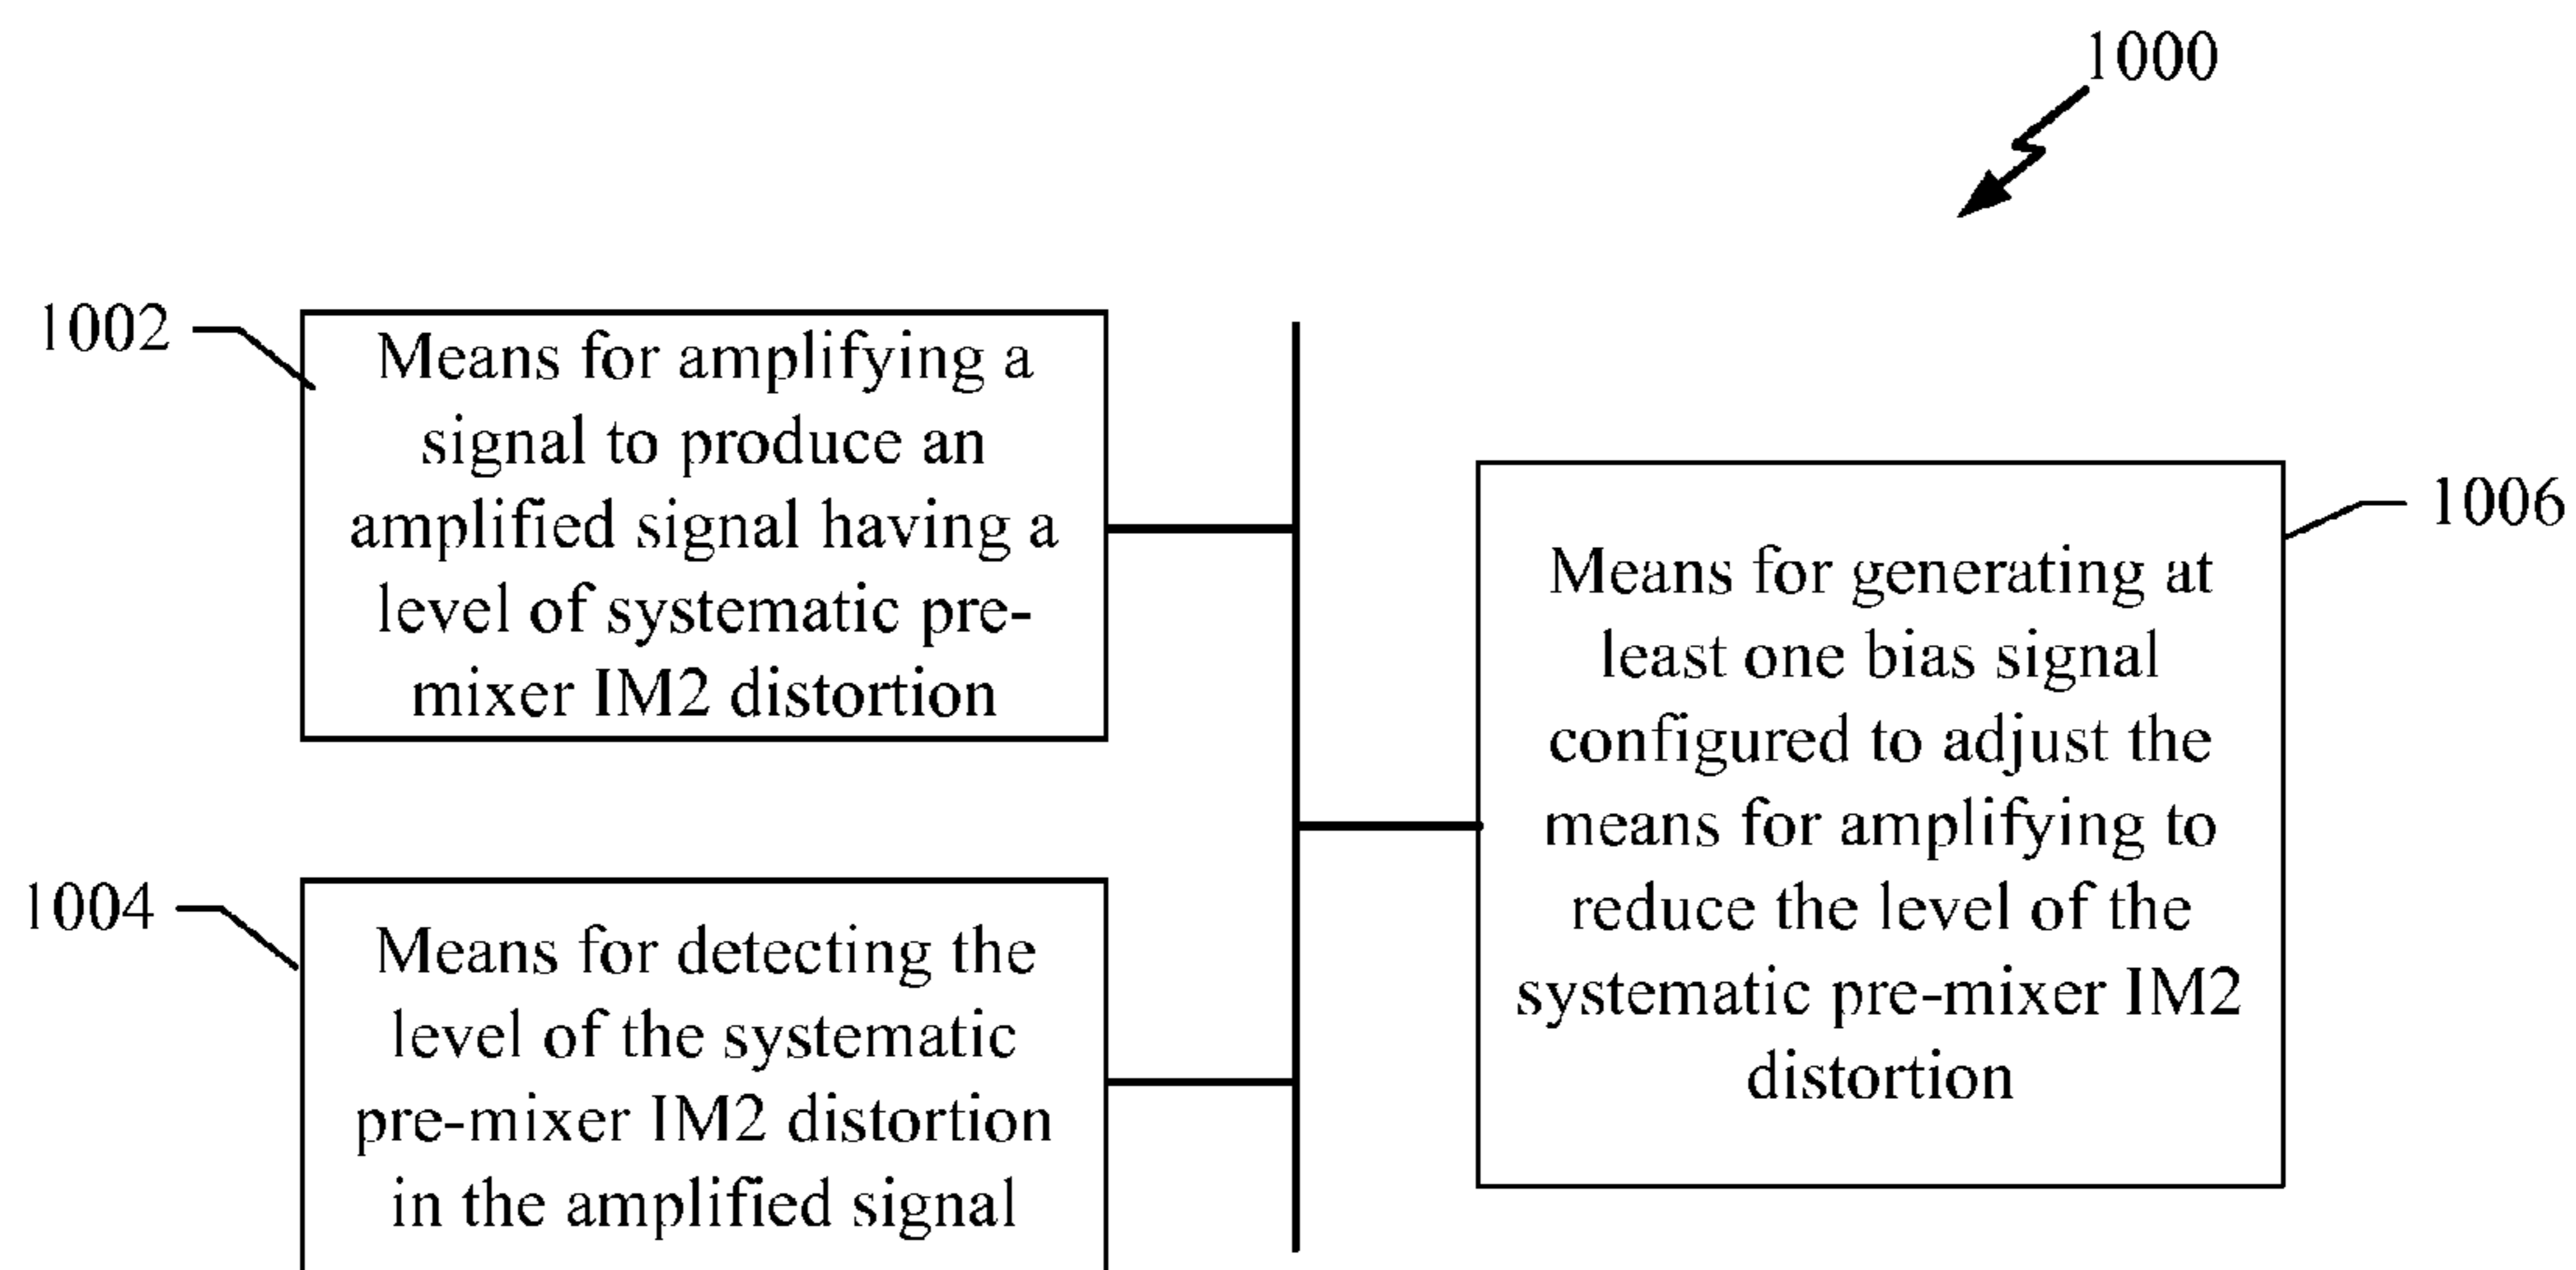 1000
1002
Means for amplifying a
signal to produce an
amplified signal having a
level of systematic pre-
mixer IM2 distortion
1004
Means for detecting the
level of the systematic
pre-mixer IM2 distortion
in the amplified signal
1006
Means for generating at
least one bias signal
configured to adjust the
means for amplifying to
reduce the level of the
systematic pre-mixer IM2
distortion